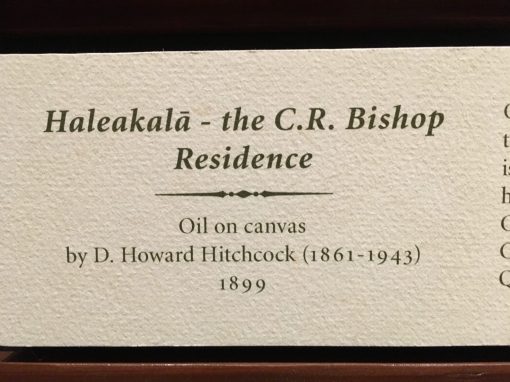 Haleakalā - the C.R. Bishop
Residence
Oil on canvas
by D. Howard Hitchcock (1861-1943)
1899